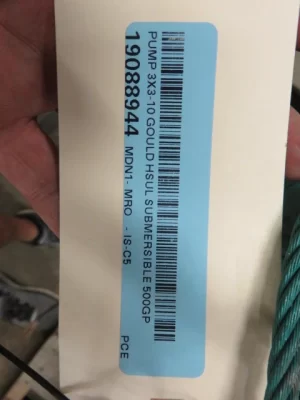 PUMP 3X3-10 GOULD HSUL SUBMERSIBLE 500GP
19088944 MDN1- MRO - IS-C5 PCE